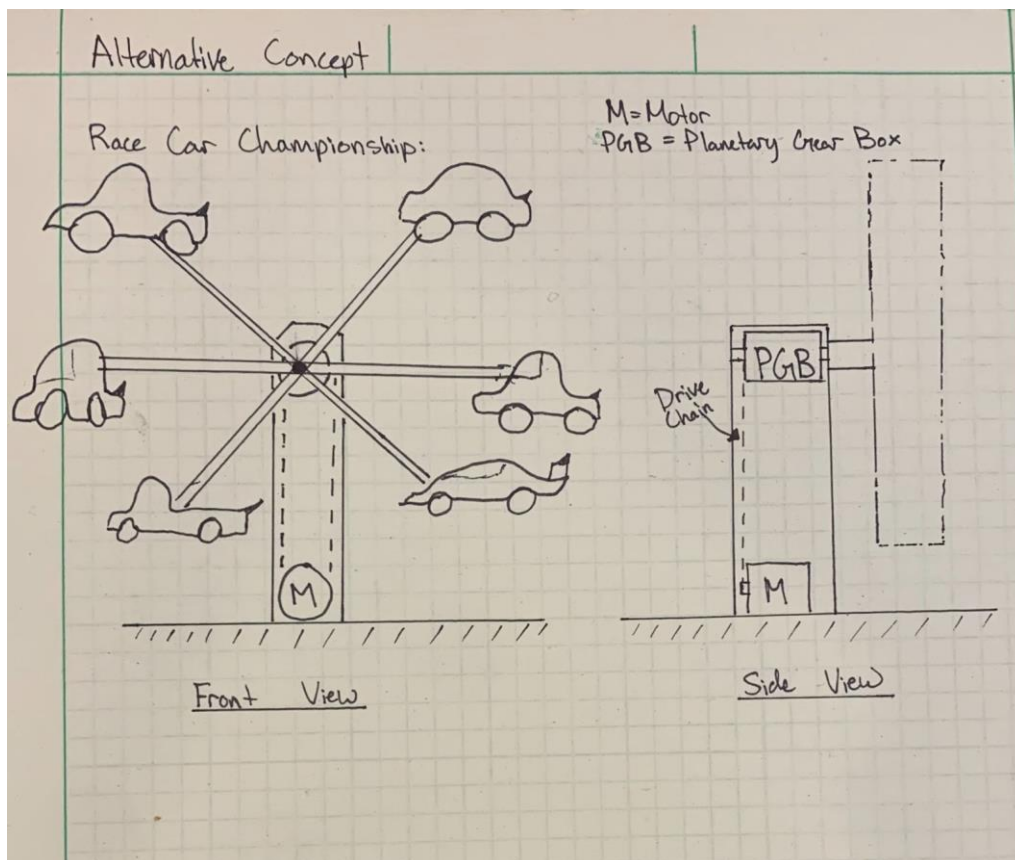 Alternative Concept
M=Motor
PGB = Planetary Gear Box
Race Car Championship:
PGB
Drive
Chain
M
M
Front View
Side View